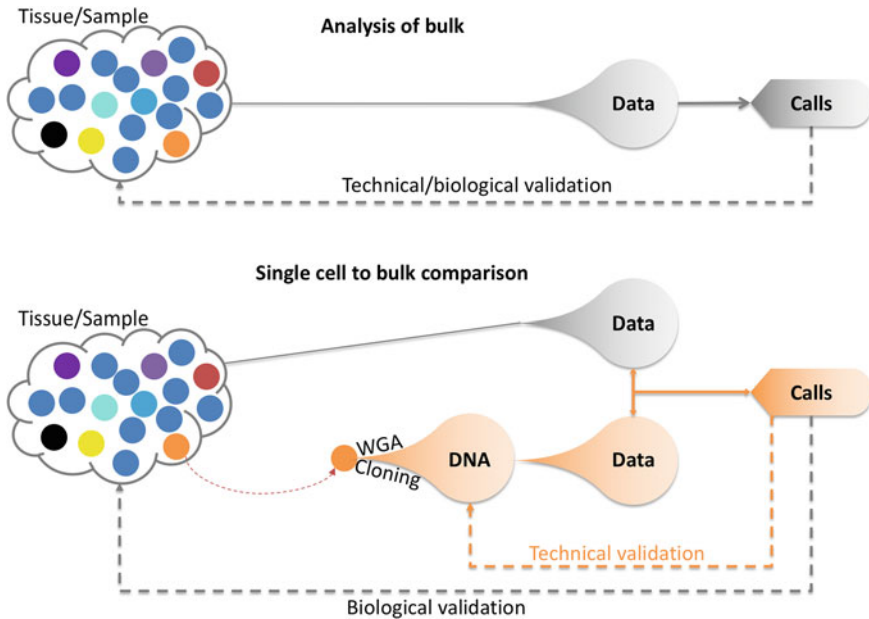 Tissue/Sample
Analysis of bulk
Data
Calls
Technical/biological validation
Single cell to bulk comparison
Tissue/Sample
Data
Calls
WGA
Cloning
DNA
Data
Technical validation
Biological validation